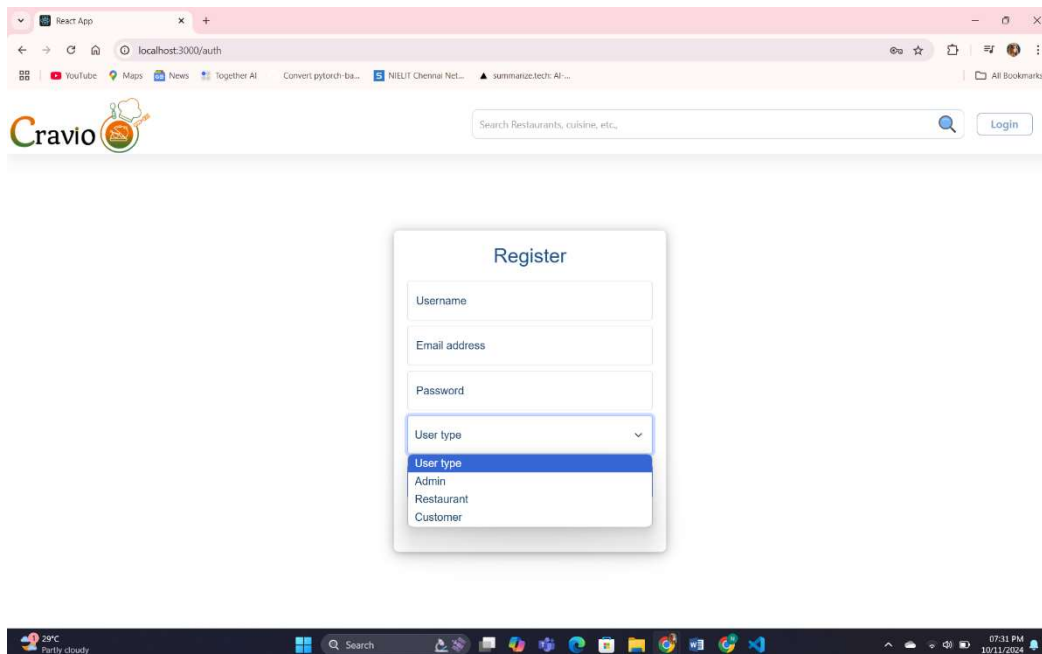 React App
localhost:3000/auth
YouTube Maps News Together AI Convert pytorch-ba... NIELIT Chennai Net... summarize.tech: AI-... All Bookmarks
Cravio
Search Restaurants, cuisine, etc.,
Login
Register
Username
Email address
Password
User type
User type
Admin
Restaurant
Customer
29°C
Partly cloudy
Search
07:31 PM
10/11/2024